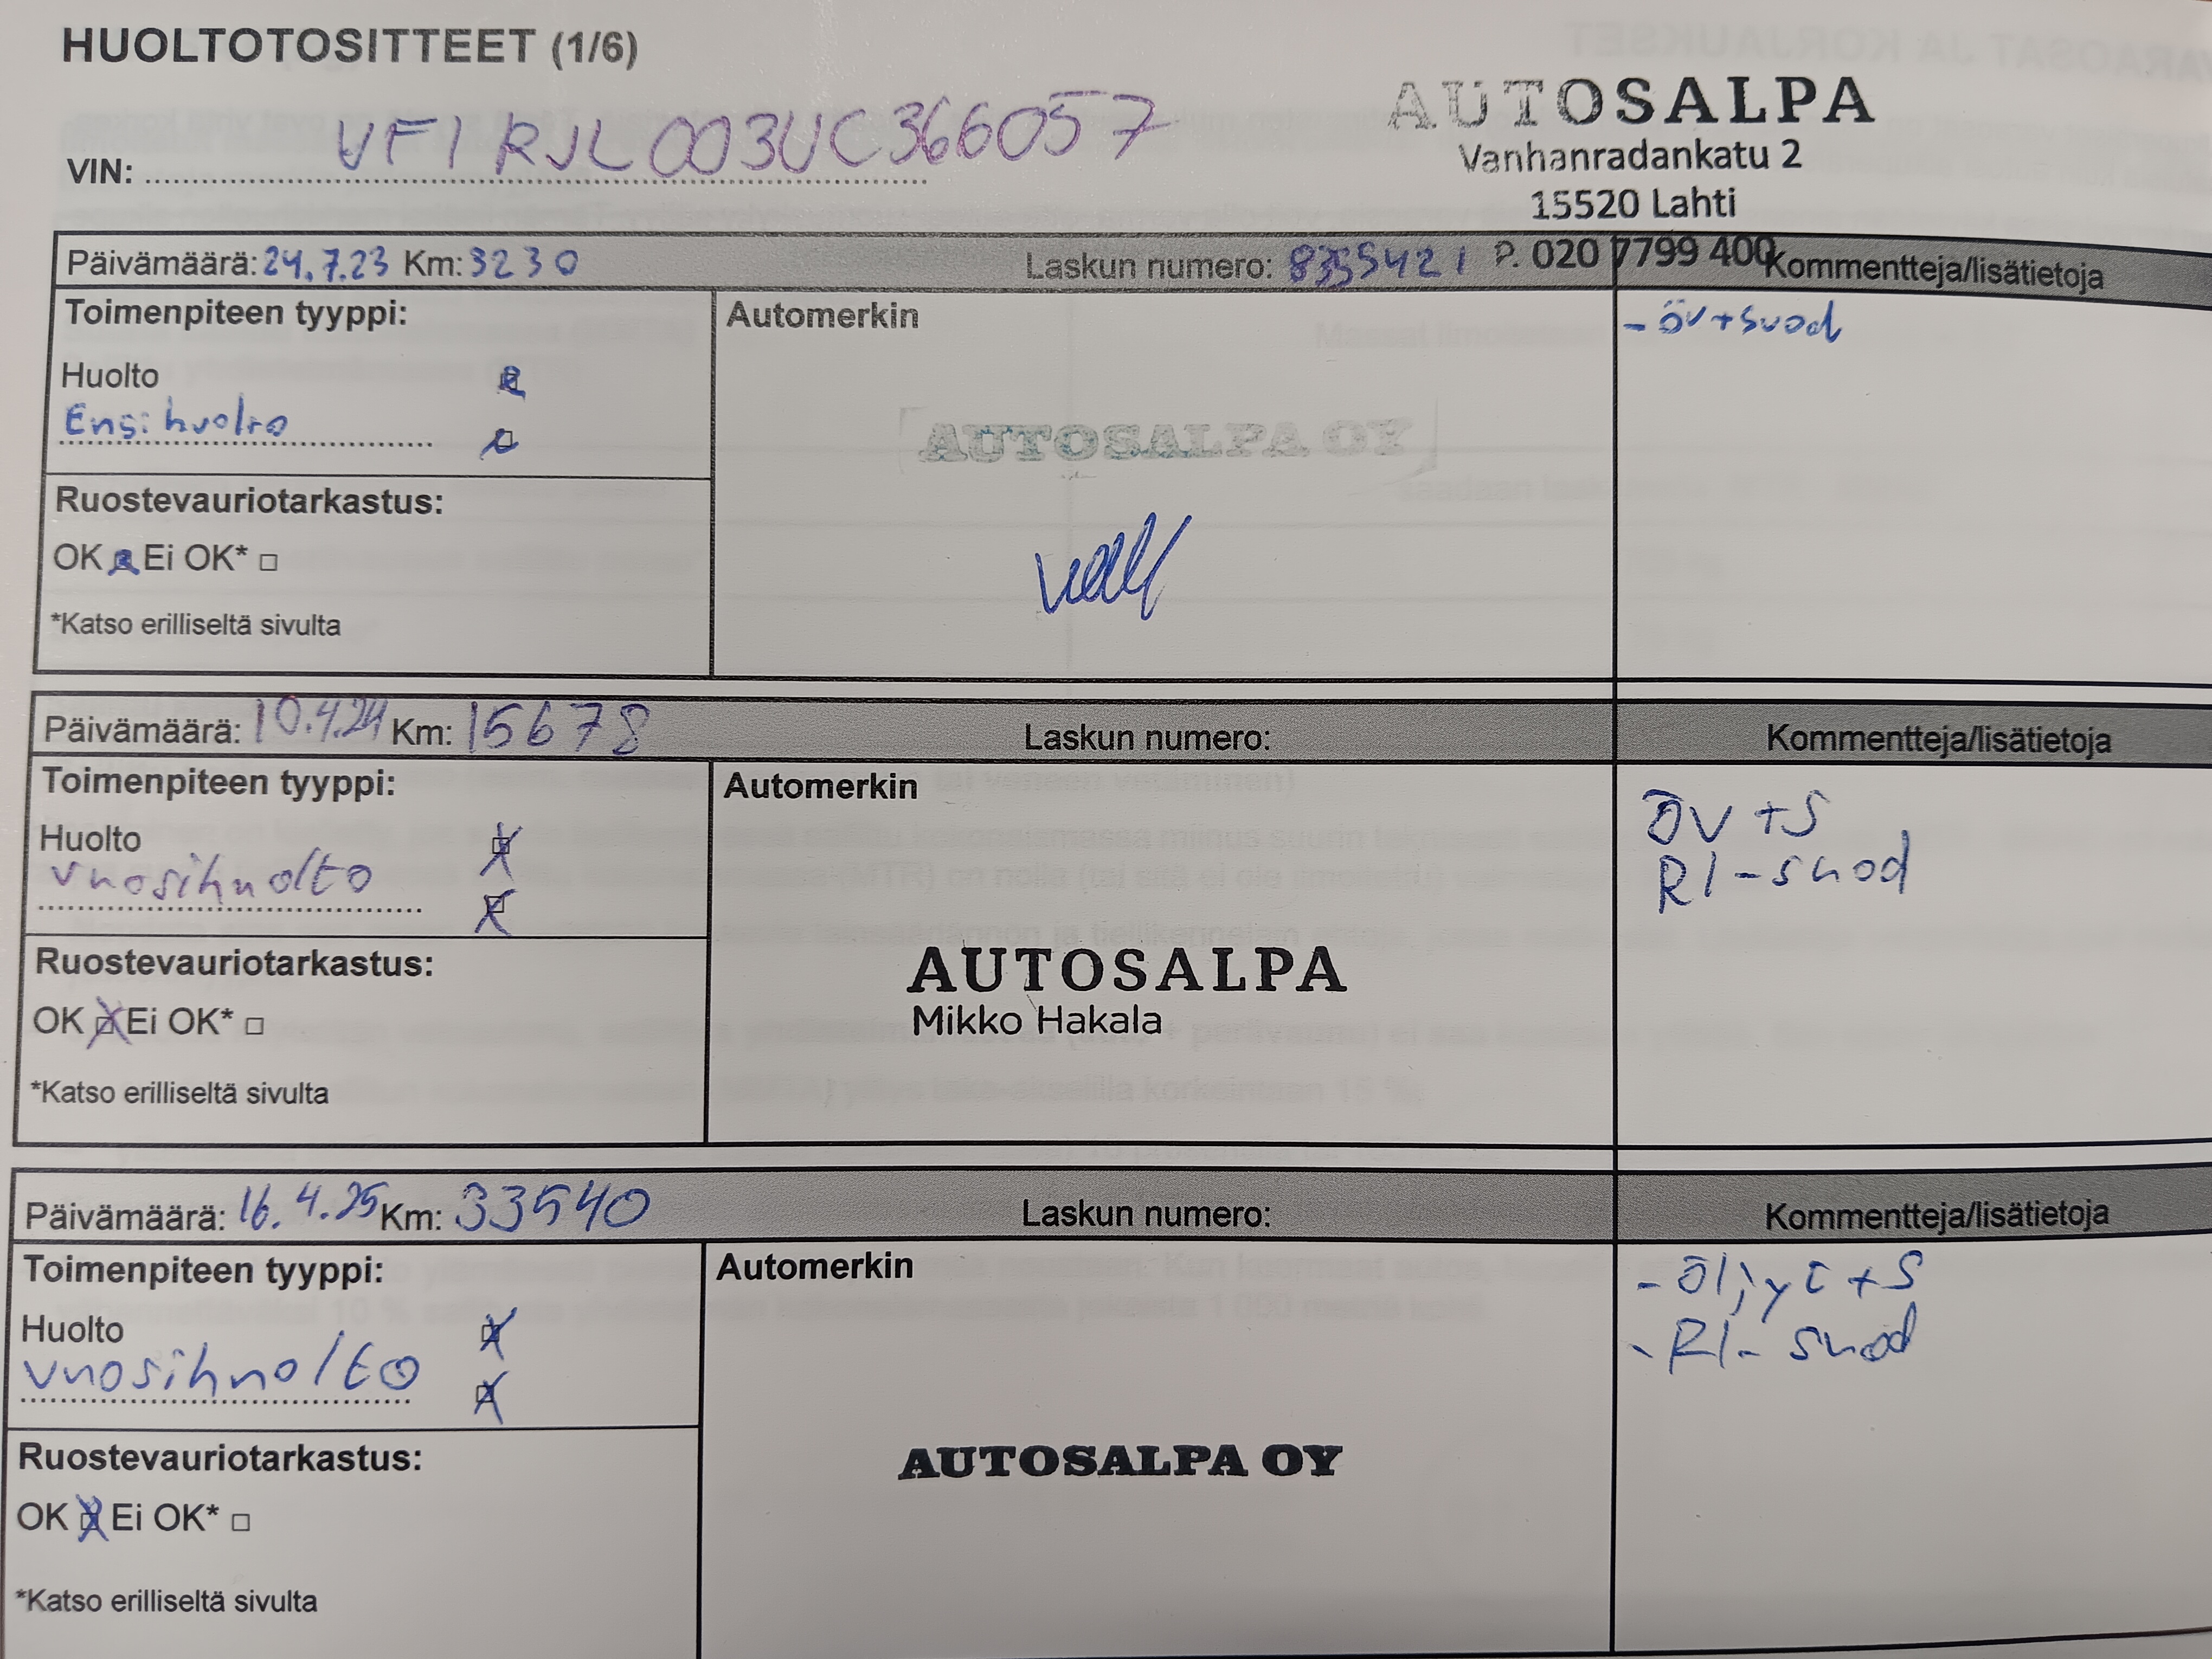 HUOLTOTOSITTEET (1/6)
AUTOSALPA
Vanhanradankatu 2
15520 Lahti
P. 020 7799 400
VIN: VF1RJL003UC366057
Päivämäärä: 24.7.23 Km: 3230 Laskun numero: 8355421 Kommentteja/lisätietoja
Toimenpiteen tyyppi:
Automerkin
- öv+suod
Huolto
Ensihuolto
AUTOSALPA OY
Ruostevauriotarkastus:
OK Ei OK*
*Katso erilliseltä sivulta
Päivämäärä: 10.4.24 Km: 15678 Laskun numero: Kommentteja/lisätietoja
Toimenpiteen tyyppi:
Automerkin
ÖV +S
RI-suod
Huolto
vuosihuolto
AUTOSALPA
Mikko Hakala
Ruostevauriotarkastus:
OK Ei OK*
*Katso erilliseltä sivulta
Päivämäärä: 16.4.25 Km: 33540 Laskun numero: Kommentteja/lisätietoja
Toimenpiteen tyyppi:
Automerkin
- Öljyt +S
- RI- suod
Huolto
vuosihuolto
AUTOSALPA OY
Ruostevauriotarkastus:
OK Ei OK*
*Katso erilliseltä sivulta